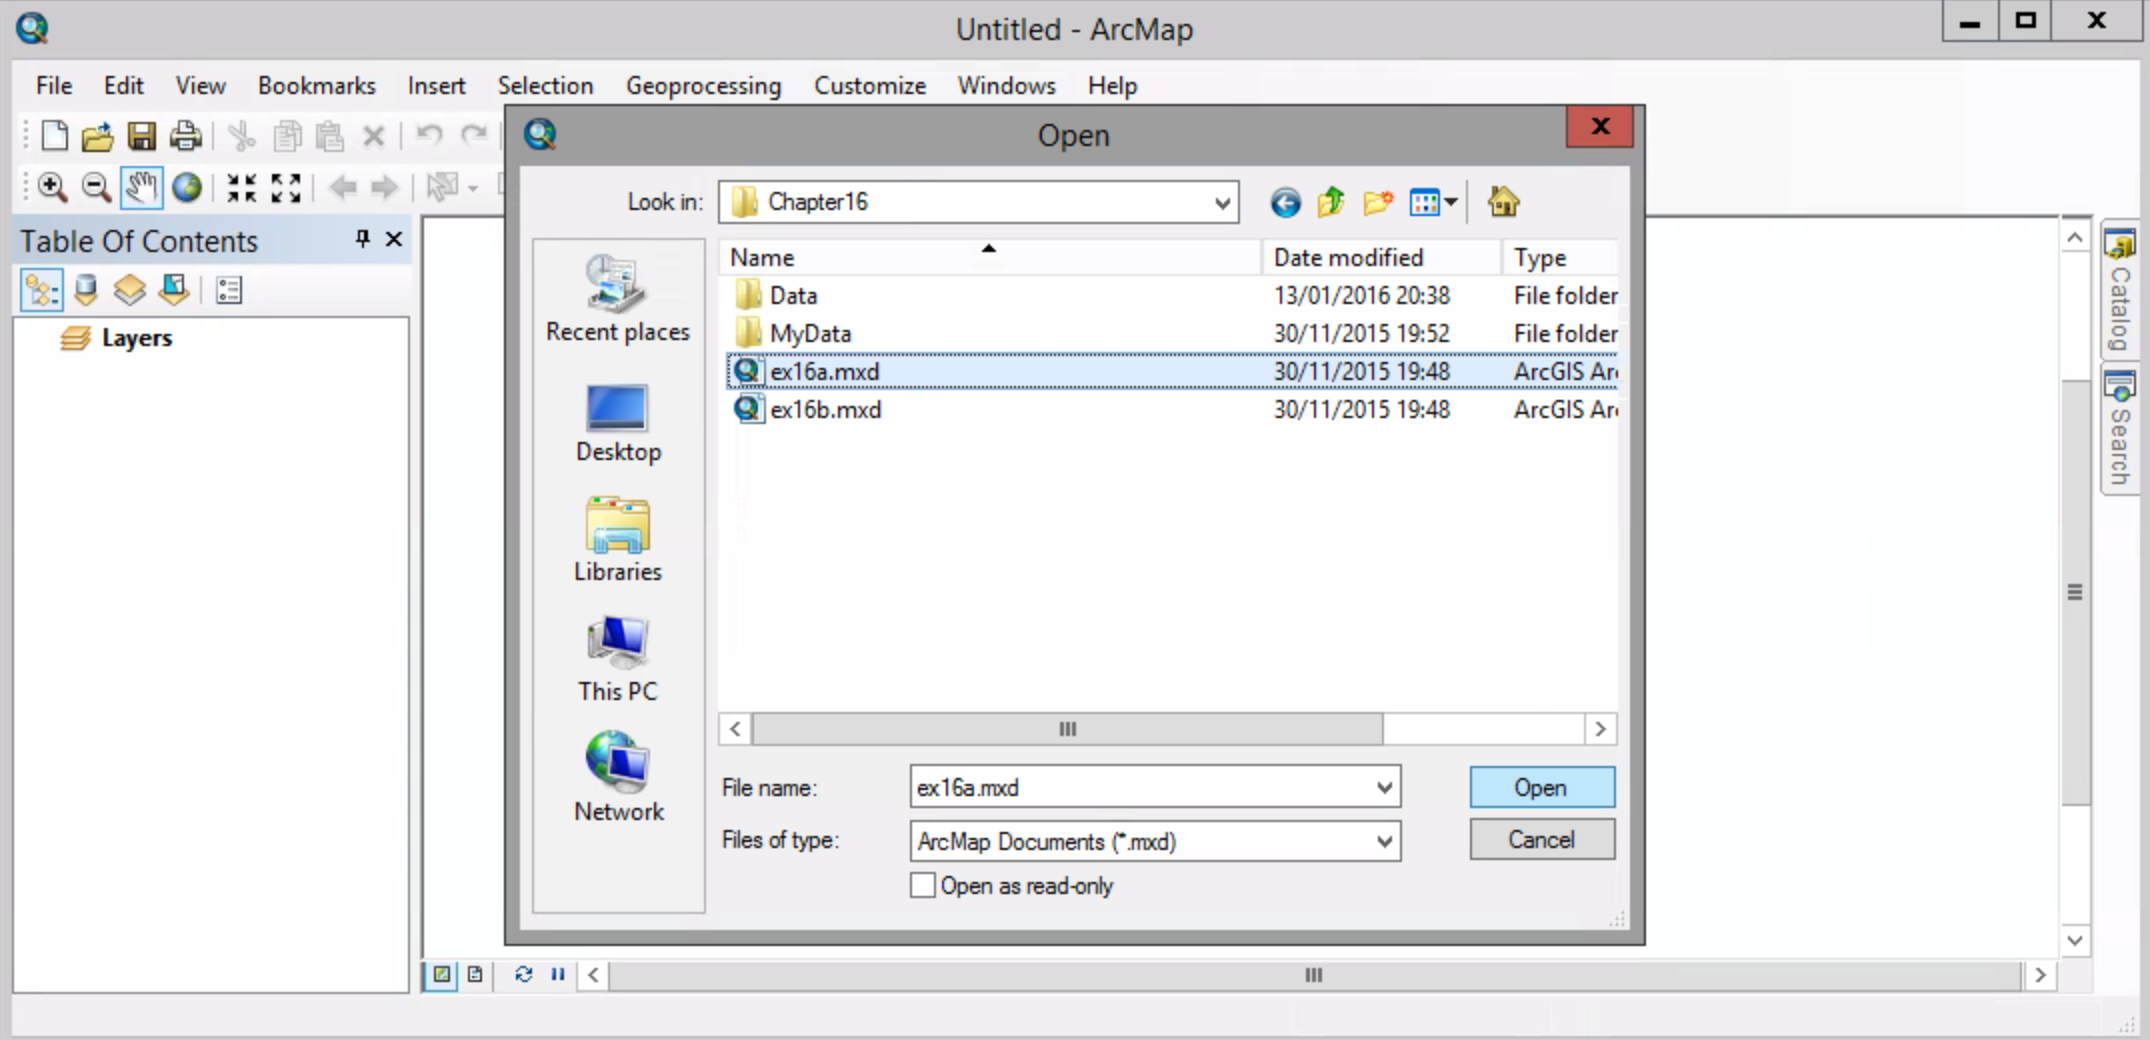 Untitled - ArcMap
File Edit View Bookmarks Insert Selection Geoprocessing Customize Windows Help
Open
Look in: Chapter16
Table Of Contents
Layers
Recent places
Desktop
Libraries
This PC
Network
Name Date modified Type
Data 13/01/2016 20:38 File folder
MyData 30/11/2015 19:52 File folder
ex16a.mxd 30/11/2015 19:48 ArcGIS Arc
ex16b.mxd 30/11/2015 19:48 ArcGIS Arc
File name: ex16a.mxd Open
Files of type: ArcMap Documents (*.mxd) Cancel
Open as read-only
Catalog
Search